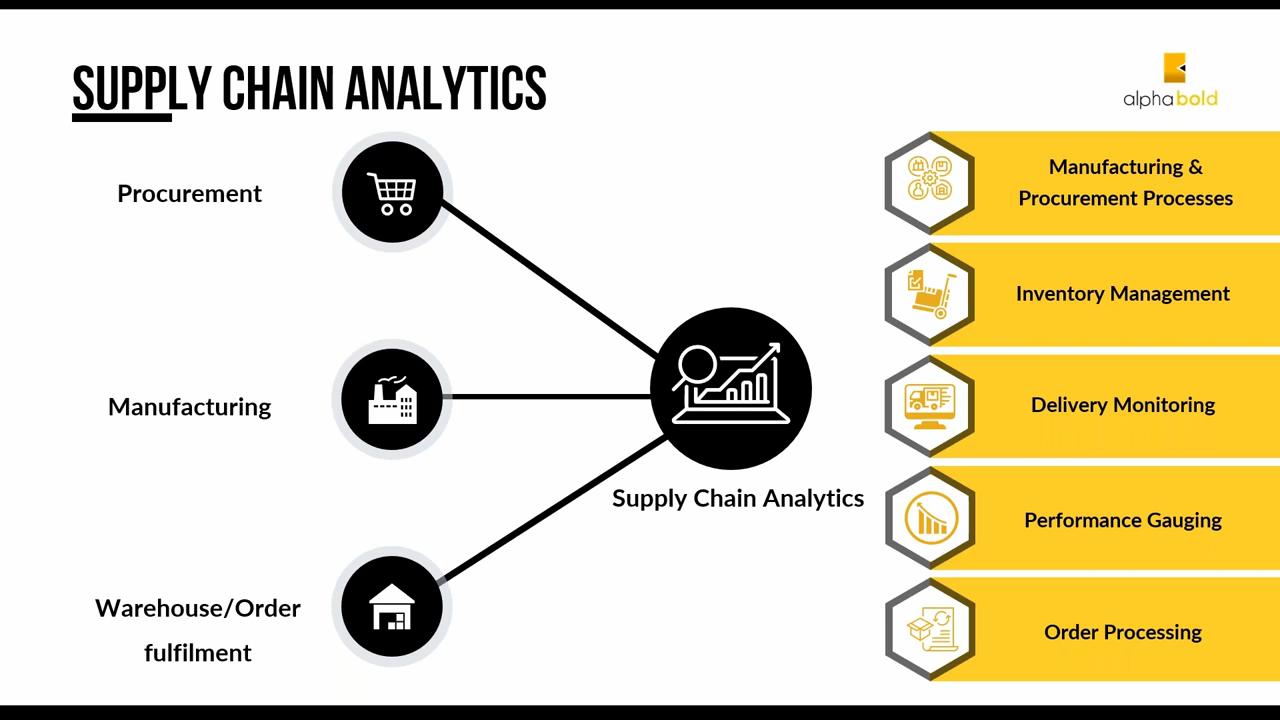 SUPPLY CHAIN ANALYTICS
alphabold
Procurement
Manufacturing
Warehouse/Order
fulfilment
Supply Chain Analytics
Manufacturing &
Procurement Processes
Inventory Management
Delivery Monitoring
Performance Gauging
Order Processing